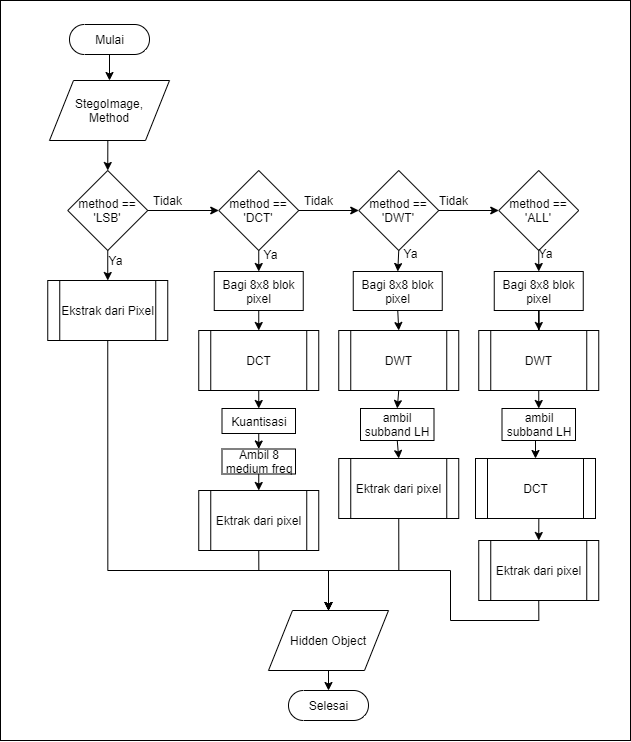 Mulai
StegoImage,
Method
method ==
'LSB'
Tidak
method ==
'DCT'
Tidak
method ==
'DWT'
Tidak
method ==
'ALL'
Ya
Ya
Ya
Ya
Ekstrak dari Pixel
Bagi 8x8 blok
pixel
DCT
Kuantisasi
Ambil 8
medium freq
Ektrak dari pixel
Bagi 8x8 blok
pixel
DWT
ambil
subband LH
Ektrak dari pixel
Bagi 8x8 blok
pixel
DWT
ambil
subband LH
DCT
Ektrak dari pixel
Hidden Object
Selesai